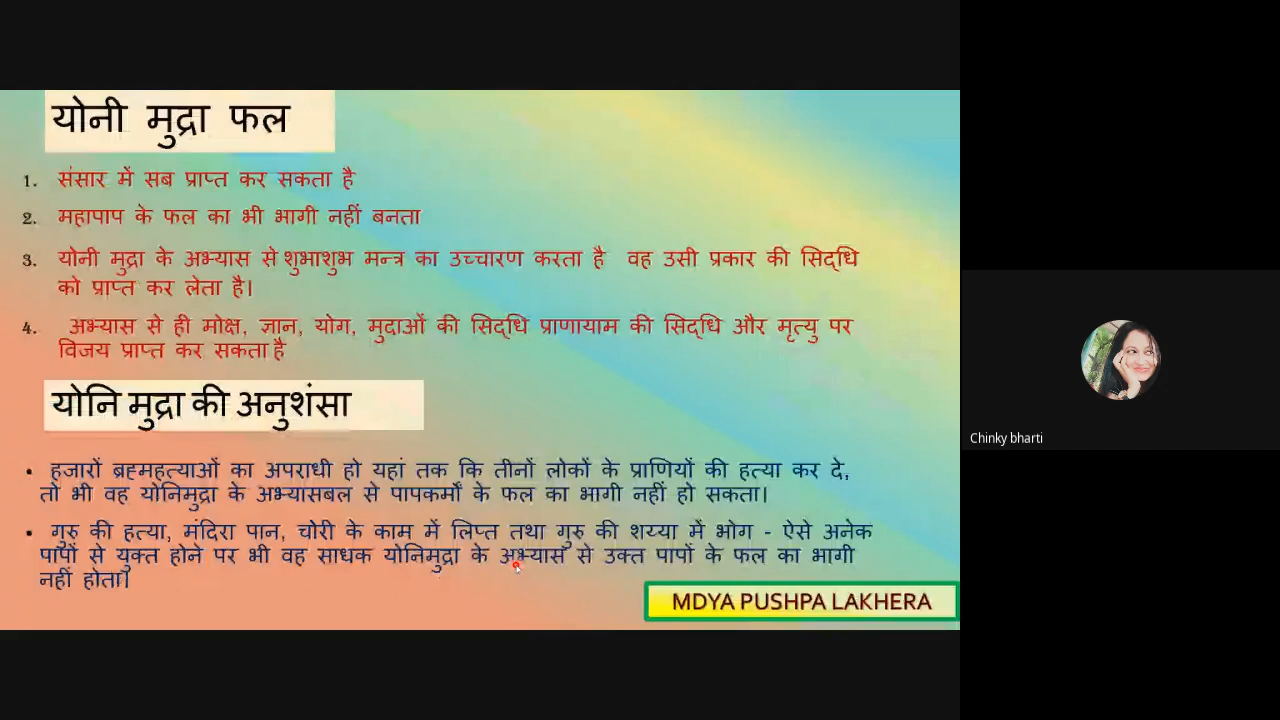 योनी मुद्रा फल
1. संसार में सब प्राप्त कर सकता है
2. महापाप के फल का भी भागी नहीं बनता
3. योनी मुद्रा के अभ्यास से शुभाशुभ मन्त्र का उच्चारण करता है वह उसी प्रकार की सिद्धि
को प्राप्त कर लेता है।
4. अभ्यास से ही मोक्ष, ज्ञान, योग, मुदाओं की सिद्धि प्राणायाम की सिद्धि और मृत्यु पर
विजय प्राप्त कर सकता है
योनि मुद्रा की अनुशंसा
• हजारों ब्रह्महत्याओं का अपराधी हो यहां तक कि तीनों लोकों के प्राणियों की हत्या कर दे,
तो भी वह योनिमुद्रा के अभ्यासबल से पापकर्मों के फल का भागी नहीं हो सकता।
• गुरु की हत्या, मंदिरा पान, चोरी के काम में लिप्त तथा गुरु की शय्या में भोग - ऐसे अनेक
पापों से युक्त होने पर भी वह साधक योनिमुद्रा के अभ्यास से उक्त पापों के फल का भागी
नहीं होता।
MDYA PUSHPA LAKHERA
Chinky bharti